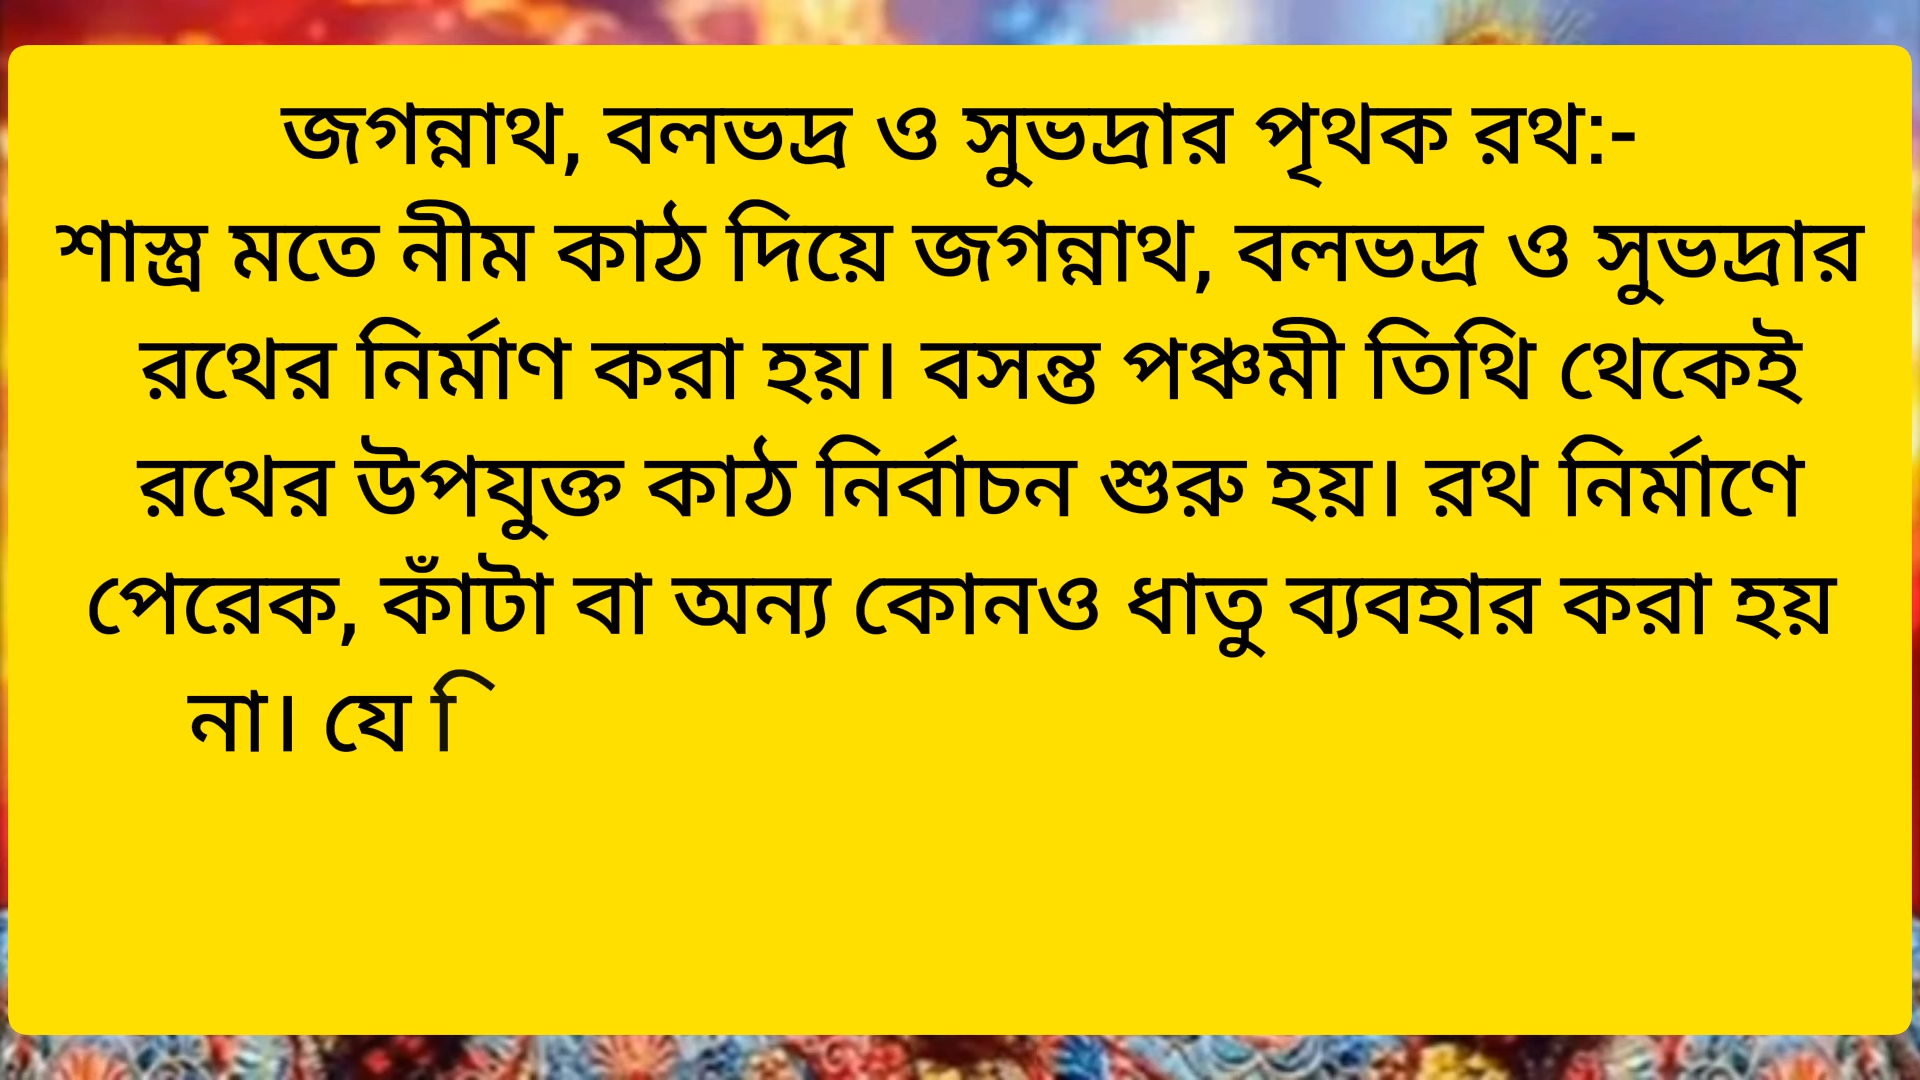 জগন্নাথ, বলভদ্র ও সুভদ্রার পৃথক রথ:-
শাস্ত্র মতে নীম কাঠ দিয়ে জগন্নাথ, বলভদ্র ও সুভদ্রার
রথের নির্মাণ করা হয়। বসন্ত পঞ্চমী তিথি থেকেই
রথের উপযুক্ত কাঠ নির্বাচন শুরু হয়। রথ নির্মাণে
পেরেক, কাঁটা বা অন্য কোনও ধাতু ব্যবহার করা হয়
না। যে